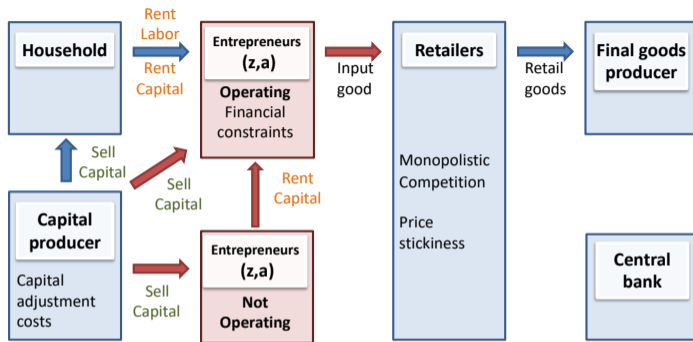 Household
Rent
Labor
Rent
Capital
Entrepreneurs
(z,a)
Operating
Financial
constraints
Input
good
Retailers
Monopolistic
Competition
Price
stickiness
Retail
goods
Final goods
producer
Sell
Capital
Sell
Capital
Rent
Capital
Capital
producer
Capital
adjustment
costs
Sell
Capital
Entrepreneurs
(z,a)
Not
Operating
Central
bank